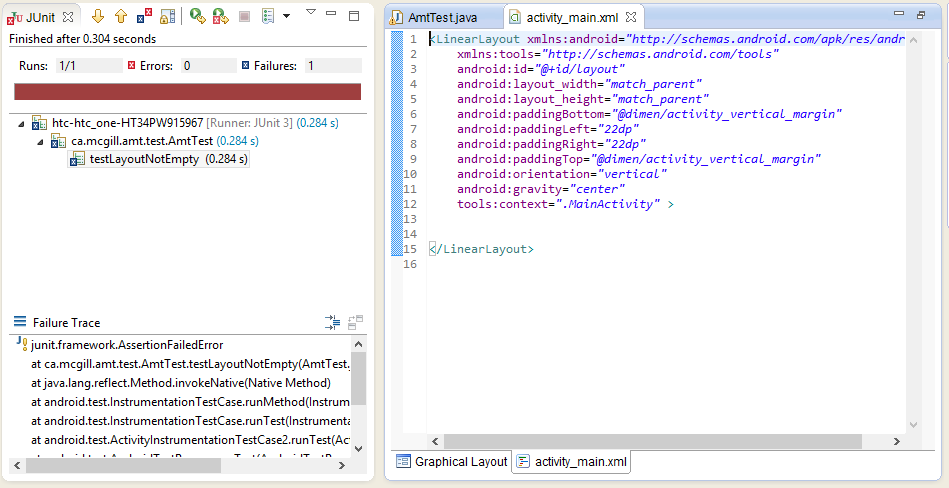 JUnit
Finished after 0.304 seconds
Runs: 1/1 Errors: 0 Failures: 1
htc-htc_one-HT34PW915967 [Runner: JUnit 3] (0.284 s)
ca.mcgill.amt.test.AmtTest (0.284 s)
testLayoutNotEmpty (0.284 s)
Failure Trace
junit.framework.AssertionFailedError
at ca.mcgill.amt.test.AmtTest.testLayoutNotEmpty(AmtTest.
at java.lang.reflect.Method.invokeNative(Native Method)
at android.test.InstrumentationTestCase.runMethod(Instrum
at android.test.InstrumentationTestCase.runTest(Instrumenta
at android.test.ActivityInstrumentationTestCase2.runTest(Ac
AmtTest.java activity_main.xml
1 <LinearLayout xmlns:android="http://schemas.android.com/apk/res/andr
2 xmlns:tools="http://schemas.android.com/tools"
3 android:id="@+id/layout"
4 android:layout_width="match_parent"
5 android:layout_height="match_parent"
6 android:paddingBottom="@dimen/activity_vertical_margin"
7 android:paddingLeft="22dp"
8 android:paddingRight="22dp"
9 android:paddingTop="@dimen/activity_vertical_margin"
10 android:orientation="vertical"
11 android:gravity="center"
12 tools:context=".MainActivity" >
13
14
15 </LinearLayout>
16
Graphical Layout activity_main.xml